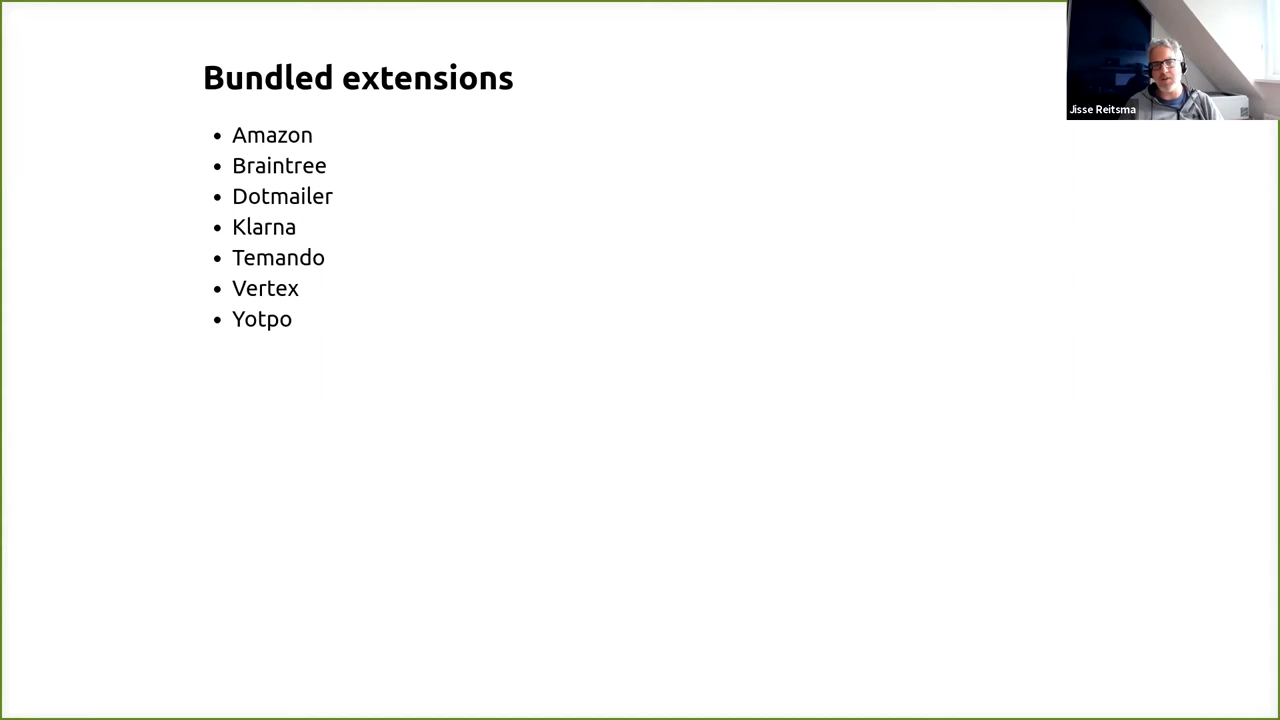 Bundled extensions
• Amazon
• Braintree
• Dotmailer
• Klarna
• Temando
• Vertex
• Yotpo
Jisse Reitsma